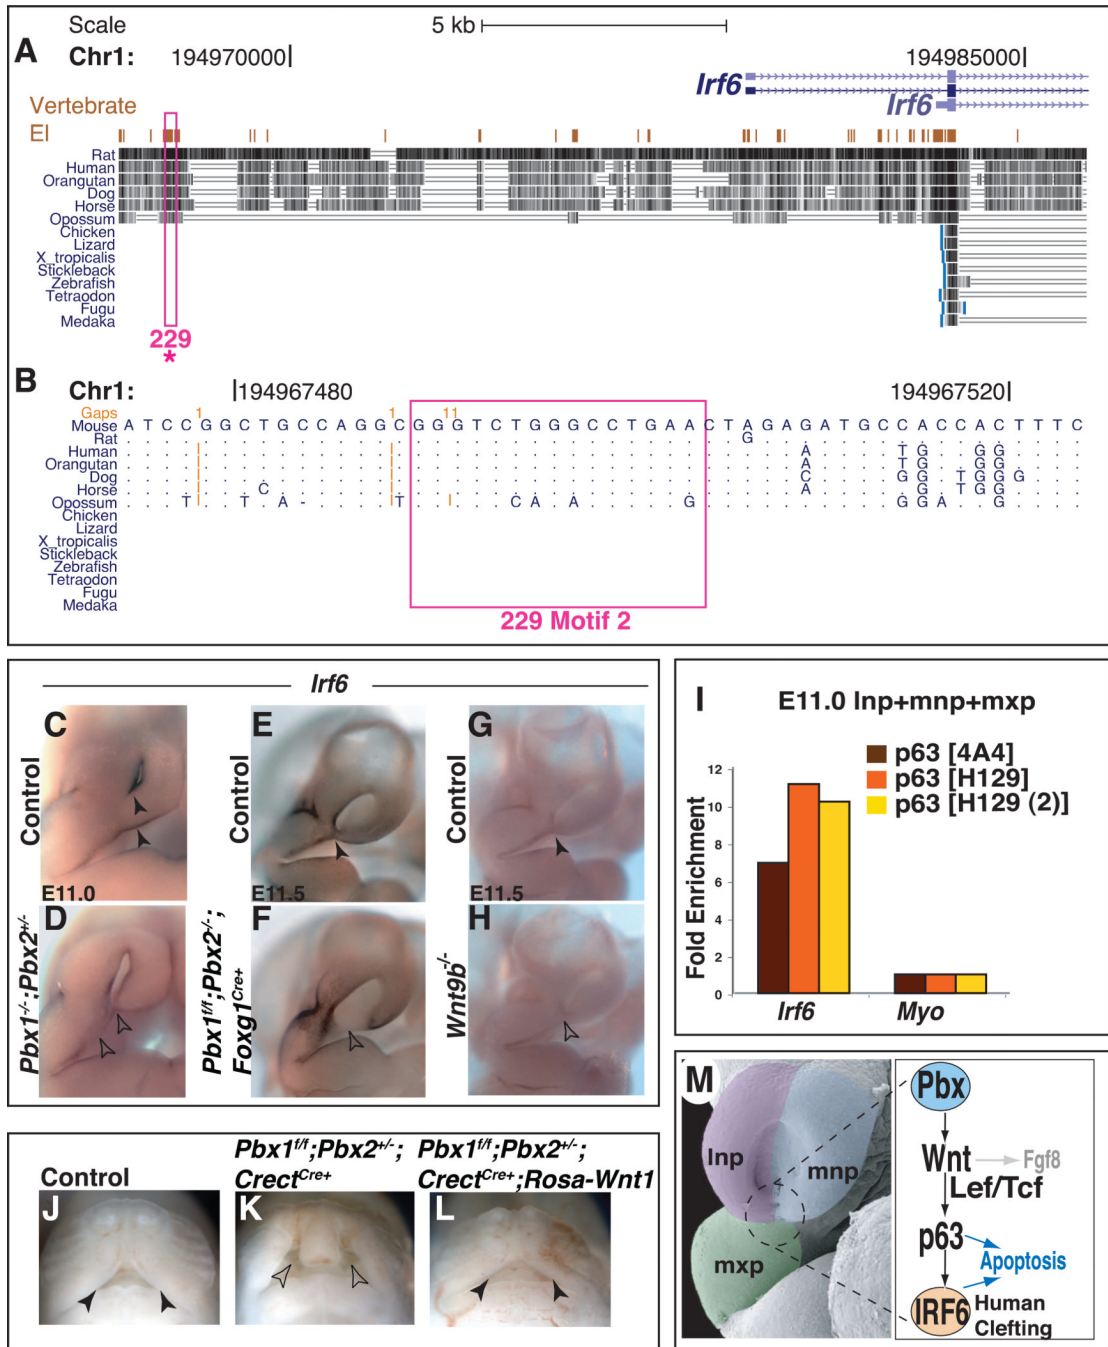 Scale 5 kb
A Chr1: 194970000 194985000
Irf6
Irf6
Vertebrate
El
Rat
Human
Orangutan
Dog
Horse
Opossum
Chicken
Lizard
X_tropicalis
Stickleback
Zebrafish
Tetraodon
Fugu
Medaka
229
*
B Chr1: 194967480 194967520
Gaps 1 1 1 1
Mouse A T C C G G C T G C C A G G C G G G T C T G G G C C T G A A C T A G A G A T G C C A C C A C T T T C
Rat G
Human A T G G G
Orangutan A T G G G
Dog C G G T G G G
Horse C A G T G G
Opossum T T A - T C A A G G G A G
Chicken
Lizard
X_tropicalis
Stickleback
Zebrafish
Tetraodon
Fugu
Medaka
229 Motif 2
Irf6
C E G
Control Control Control
E11.0 E11.5 E11.5
D F H
Pbx1-/-;Pbx2+/-
Pbx1f/f;Pbx2-/-;
Foxg1Cre+
Wnt9b-/-
I E11.0 lnp+mnp+mxp
p63 [4A4]
p63 [H129]
p63 [H129 (2)]
Fold Enrichment
12
10
8
6
4
2
0
Irf6 Myo
Control
Pbx1f/f;Pbx2+/-;
CrectCre+
Pbx1f/f;Pbx2+/-;
CrectCre+;Rosa-Wnt1
J K L
M
lnp mnp
mxp
Pbx
Wnt Fgf8
Lef/Tcf
p63
Apoptosis
IRF6 Human
Clefting